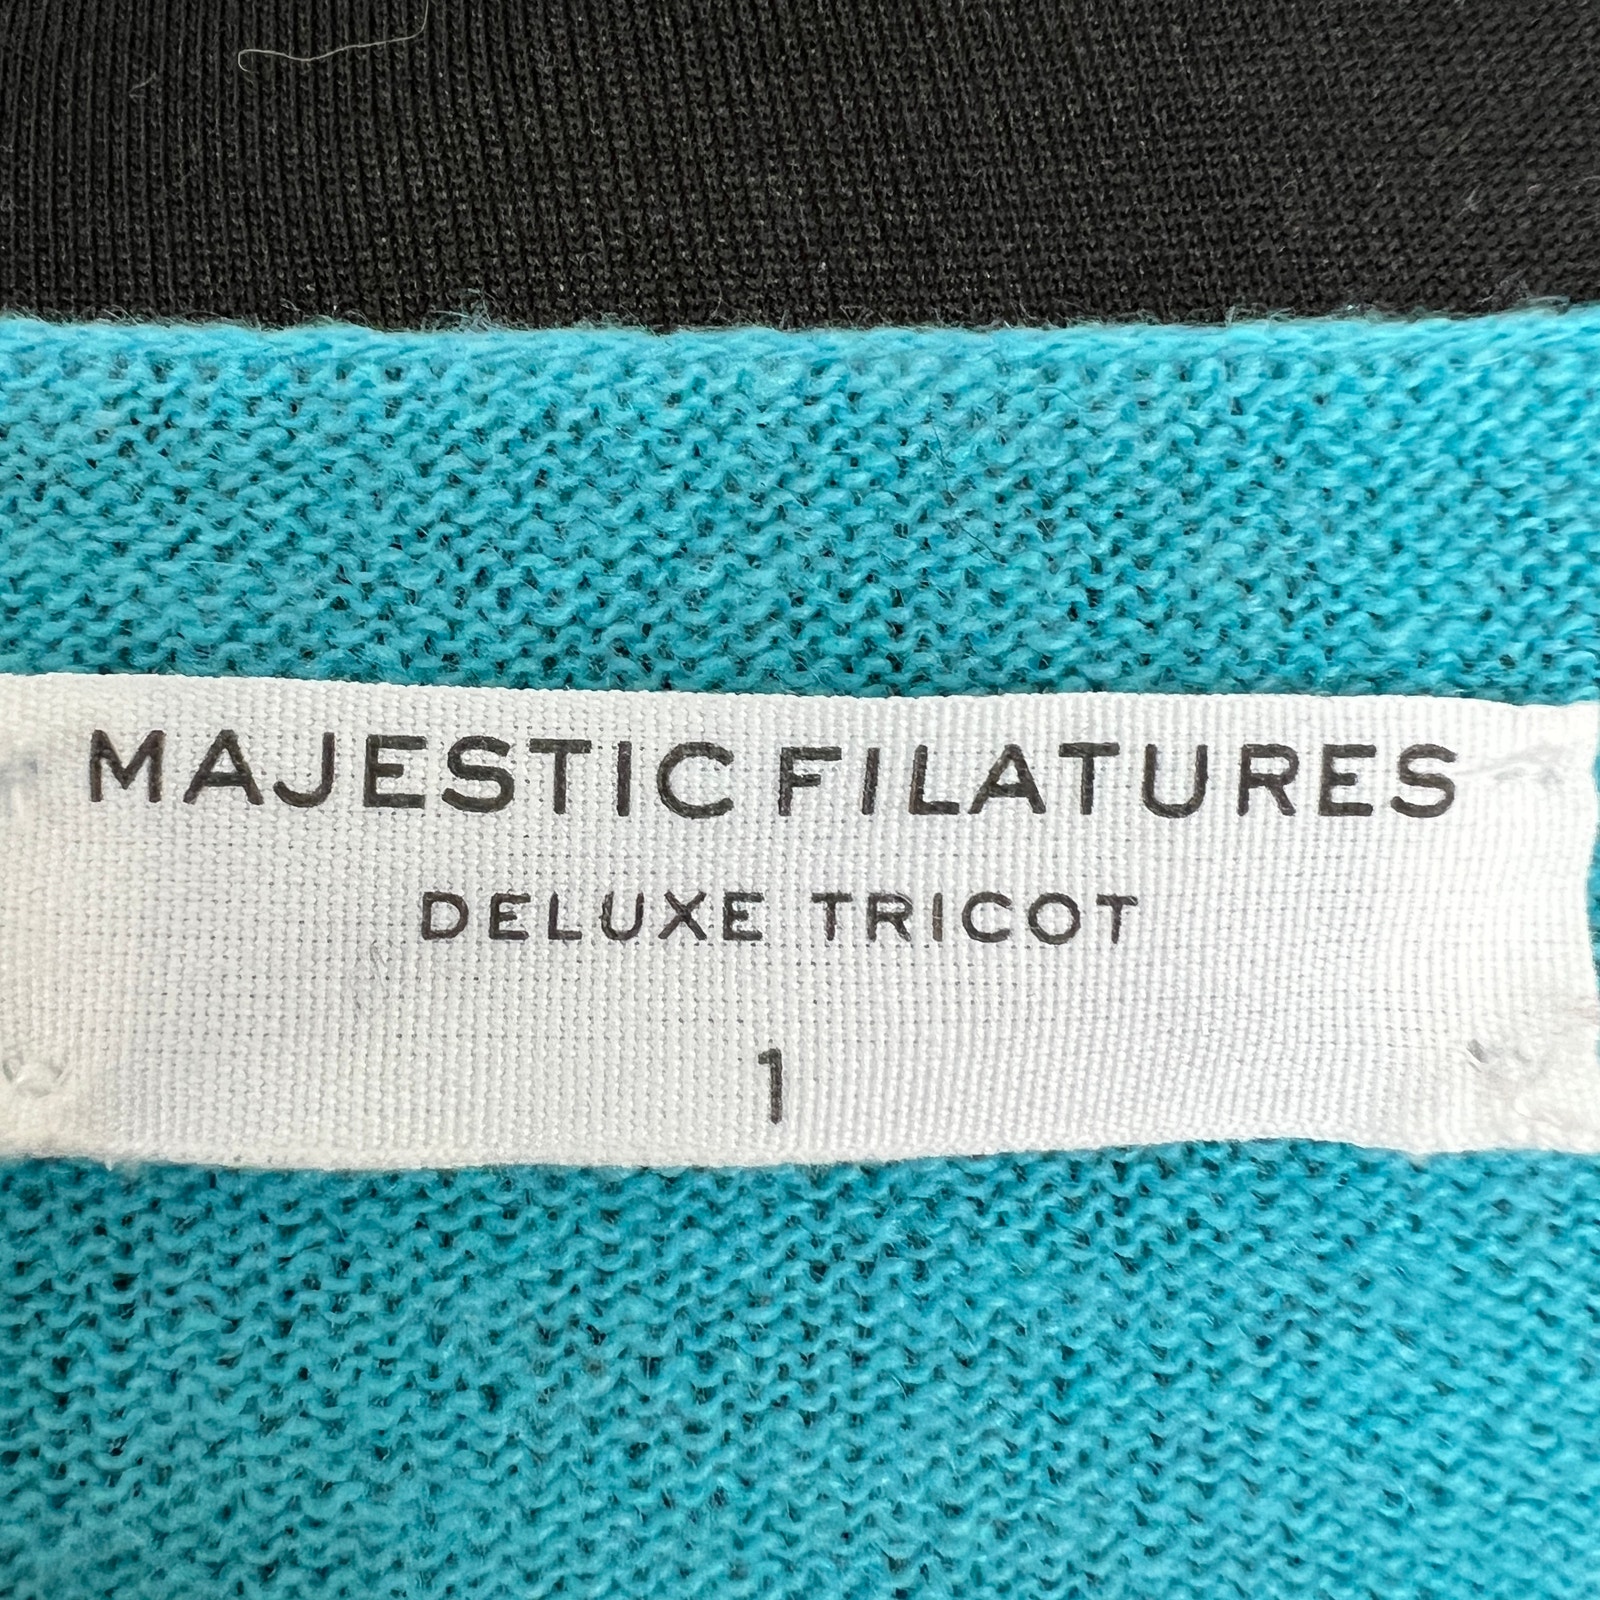 MAJESTIC FILATURES
DELUXE TRICOT
1